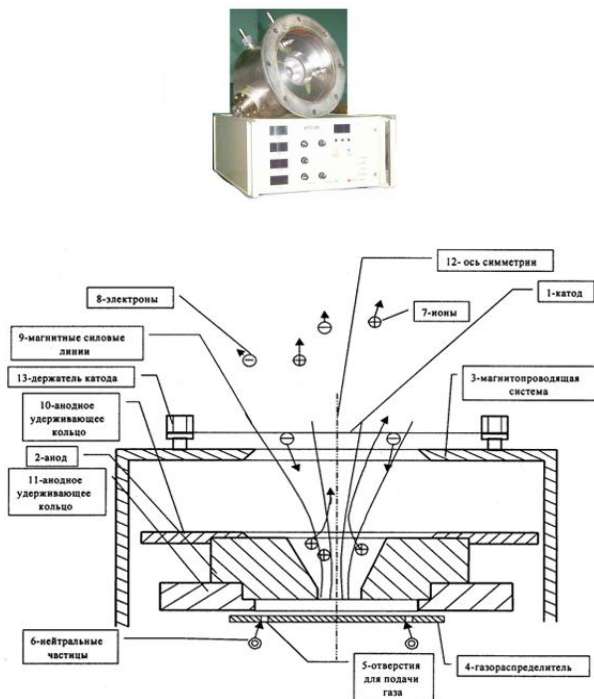 12- ось симметрии
8-электроны
1-катод
7-ионы
9-магнитные силовые
линии
13-держатель катода
3-магнитопроводящая
система
10-анодное
удерживающее
кольцо
2-анод
11-анодное
удерживающее
кольцо
6-нейтральные
частицы
5-отверстия
для подачи
газа
4-газораспределитель